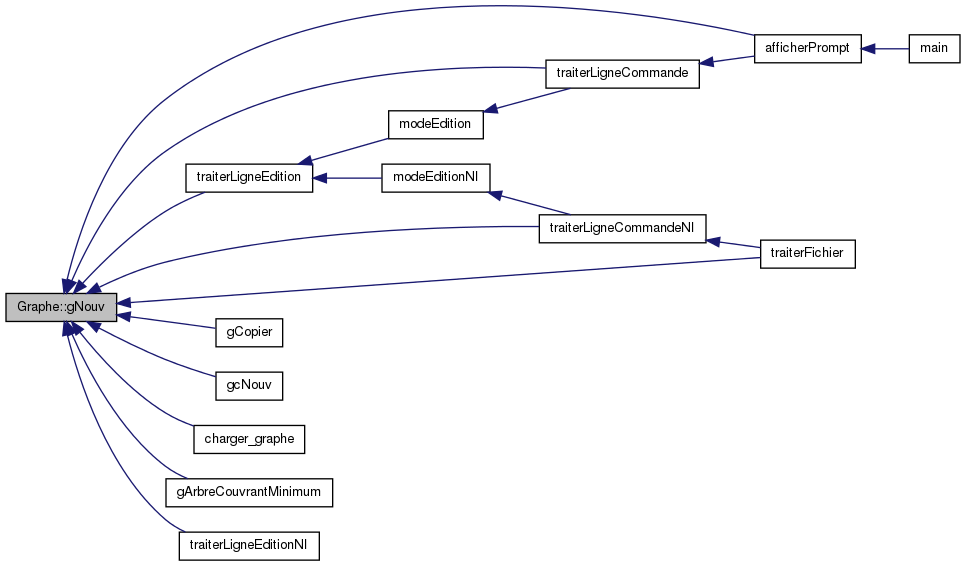 afficherPrompt
main
traiterLigneCommande
modeEdition
traiterLigneEdition
modeEditionNI
traiterLigneCommandeNI
traiterFichier
Graphe::gNouv
gCopier
gcNouv
charger_graphe
gArbreCouvrantMinimum
traiterLigneEditionNI